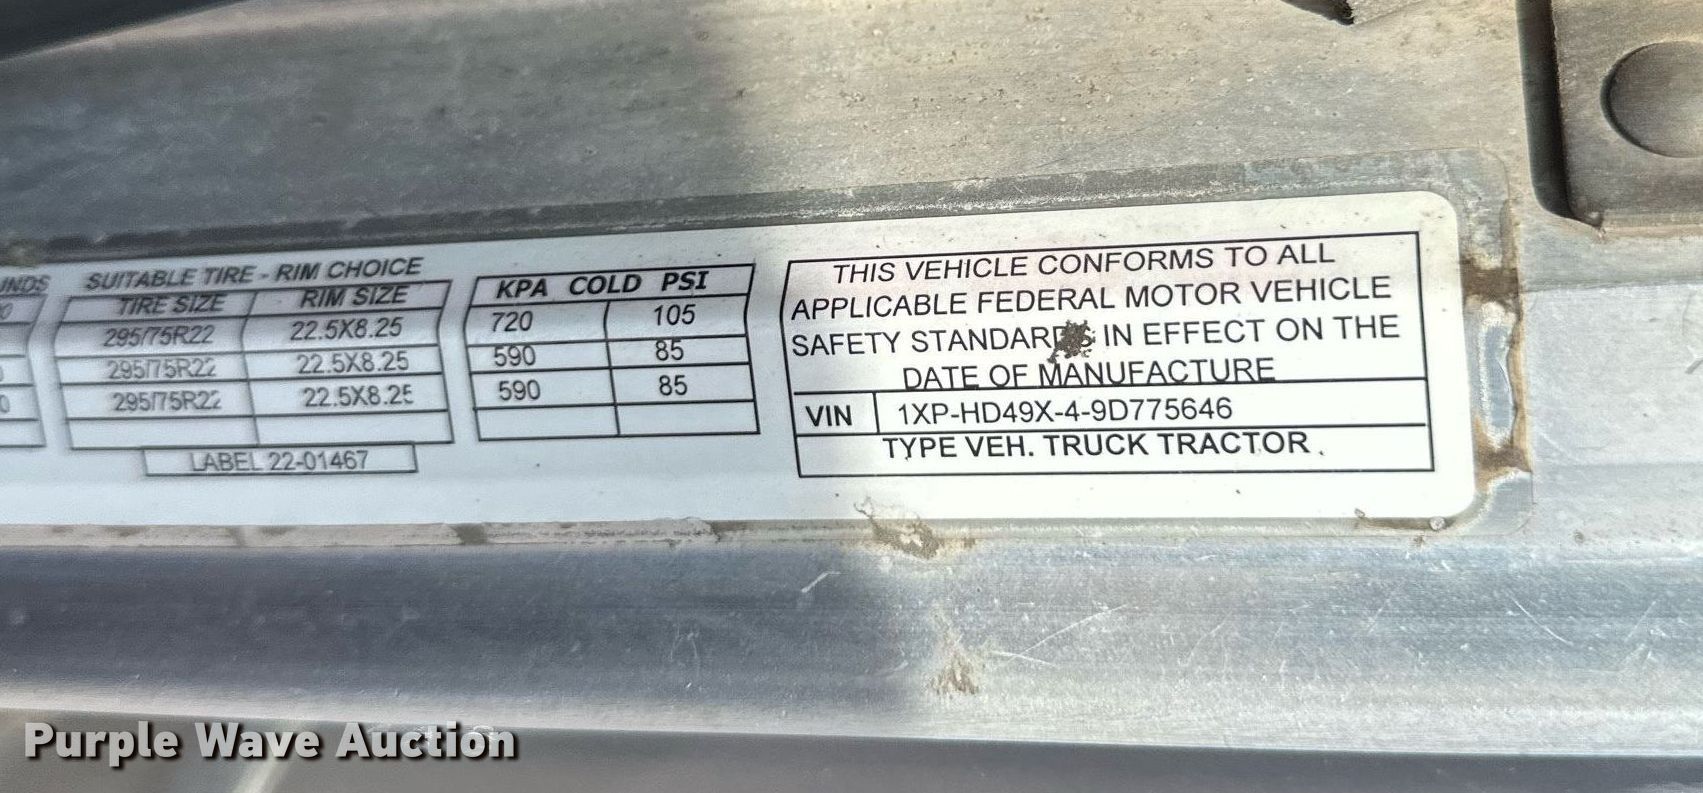 SUITABLE TIRE - RIM CHOICE
TIRE SIZE RIM SIZE
295/75R22 22.5X8.25
295/75R22 22.5X8.25
295/75R22 22.5X8.25
LABEL 22-01467
KPA COLD PSI
720 105
590 85
590 85
THIS VEHICLE CONFORMS TO ALL
APPLICABLE FEDERAL MOTOR VEHICLE
SAFETY STANDARDS IN EFFECT ON THE
DATE OF MANUFACTURE
VIN 1XP-HD49X-4-9D775646
TYPE VEH. TRUCK TRACTOR.
Purple Wave Auction